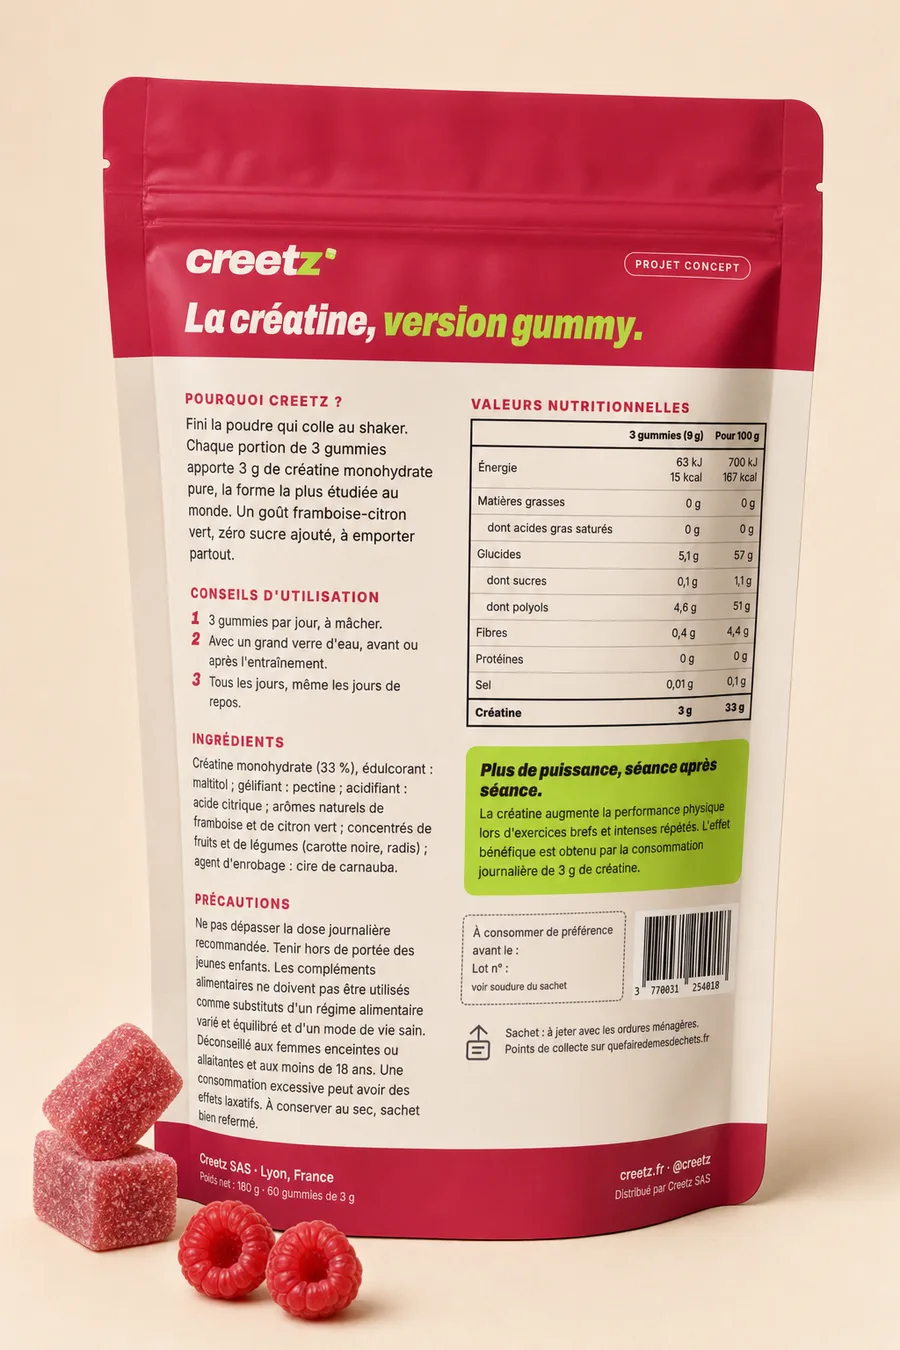 creetz
PROJET CONCEPT
La créatine, version gummy.
POURQUOI CREETZ ?
Fini la poudre qui colle au shaker.
Chaque portion de 3 gummies
apporte 3 g de créatine monohydrate
pure, la forme la plus étudiée au
monde. Un goût framboise-citron
vert, zéro sucre ajouté, à emporter
partout.
CONSEILS D'UTILISATION
1 3 gummies par jour, à mâcher.
2 Avec un grand verre d'eau, avant ou
après l'entraînement.
3 Tous les jours, même les jours de
repos.
INGRÉDIENTS
Créatine monohydrate (33 %), édulcorant :
maltitol ; gélifiant : pectine ; acidifiant :
acide citrique ; arômes naturels de
framboise et de citron vert ; concentrés de
fruits et de légumes (carotte noire, radis) ;
agent d'enrobage : cire de carnauba.
PRÉCAUTIONS
Ne pas dépasser la dose journalière
recommandée. Tenir hors de portée des
jeunes enfants. Les compléments
alimentaires ne doivent pas être utilisés
comme substituts d'un régime alimentaire
varié et équilibré et d'un mode de vie sain.
Déconseillé aux femmes enceintes ou
allaitantes et aux moins de 18 ans. Une
consommation excessive peut avoir des
effets laxatifs. À conserver au sec, sachet
bien refermé.
VALEURS NUTRITIONNELLES
3 gummies (9 g) Pour 100 g
Énergie 63 kJ 700 kJ
15 kcal 167 kcal
Matières grasses 0 g 0 g
dont acides gras saturés 0 g 0 g
Glucides 5,1 g 57 g
dont sucres 0,1 g 1,1 g
dont polyols 4,6 g 51 g
Fibres 0,4 g 4,4 g
Protéines 0 g 0 g
Sel 0,01 g 0,1 g
Créatine 3 g 33 g
Plus de puissance, séance après
séance.
La créatine augmente la performance physique
lors d'exercices brefs et intenses répétés. L'effet
bénéfique est obtenu par la consommation
journalière de 3 g de créatine.
À consommer de préférence
avant le :
Lot n° :
voir soudure du sachet
3 770031 254018
Sachet : à jeter avec les ordures ménagères.
Points de collecte sur quefairedemesdechets.fr
Creetz SAS · Lyon, France
Poids net : 180 g · 60 gummies de 3 g
creetz.fr · @creetz
Distribué par Creetz SAS